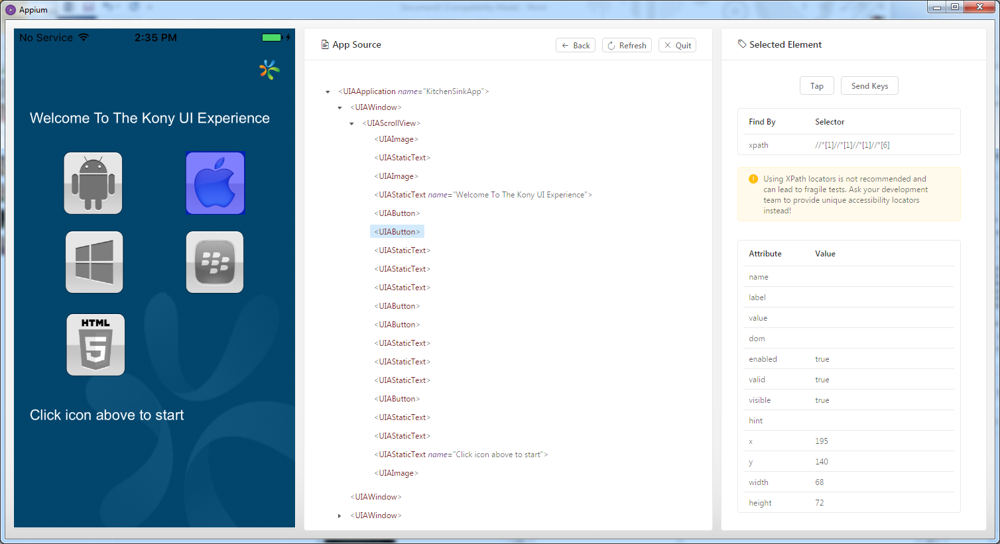 Appium
No Service
2:35 PM
Welcome To The Kony UI Experience
HTML
5
Click icon above to start
App Source
Back
Refresh
Quit
<UIAApplication name="KitchenSinkApp">
<UIAWindow>
<UIAScrollView>
<UIAImage>
<UIAStaticText>
<UIAImage>
<UIAStaticText name="Welcome To The Kony UI Experience">
<UIAButton>
<UIAButton>
<UIAStaticText>
<UIAStaticText>
<UIAStaticText>
<UIAButton>
<UIAButton>
<UIAStaticText>
<UIAStaticText>
<UIAStaticText>
<UIAButton>
<UIAStaticText>
<UIAStaticText>
<UIAStaticText name="Click icon above to start">
<UIAImage>
<UIAWindow>
<UIAWindow>
Selected Element
Tap
Send Keys
Find By Selector
xpath //*[1]//*[1]//*[1]//*[6]
Using XPath locators is not recommended and
can lead to fragile tests. Ask your development
team to provide unique accessibility locators
instead!
Attribute Value
name
label
value
dom
enabled true
valid true
visible true
hint
x 195
y 140
width 68
height 72